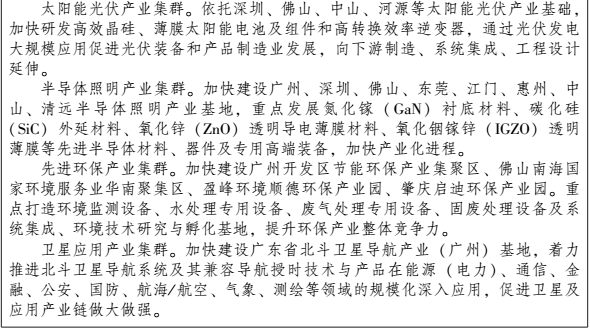 太阳能光伏产业集群。依托深圳、佛山、中山、河源等太阳能光伏产业基础,
加快研发高效晶硅、薄膜太阳能电池及组件和高转换效率逆变器，通过光伏发电
大规模应用促进光伏装备和产品制造业发展，向下游制造、系统集成、工程设计
延伸。
半导体照明产业集群。加快建设广州、深圳、佛山、东莞、江门、惠州、中
山、清远半导体照明产业基地，重点发展氮化镓（GaN）衬底材料、碳化硅
（SiC）外延材料、氧化锌（ZnO）透明导电薄膜材料、氧化铟镓锌（IGZO）透明
薄膜等先进半导体材料、器件及专用高端装备，加快产业化进程。
先进环保产业集群。加快建设广州开发区节能环保产业集聚区、佛山南海国
家环境服务业华南聚集区、盈峰环境顺德环保产业园、肇庆启迪环保产业园。重
点打造环境监测设备、水处理专用设备、废气处理专用设备、固废处理设备及系
统集成、环境技术研究与孵化基地，提升环保产业整体竞争力。
卫星应用产业集群。加快建设广东省北斗卫星导航产业（广州）基地，着力
推进北斗卫星导航系统及其兼容导航授时技术与产品在能源（电力）、通信、金
融、公安、国防、航海/航空、气象、测绘等领域的规模化深入应用，促进卫星及
应用产业链做大做强。